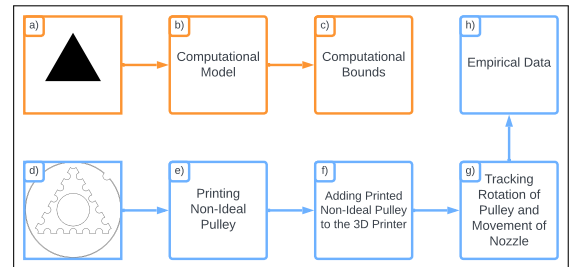 a)
b)
Computational
Model
c)
Computational
Bounds
h)
Empirical Data
d)
e)
Printing
Non-Ideal
Pulley
f)
Adding Printed
Non-Ideal Pulley
to the 3D Printer
g)
Tracking
Rotation of
Pulley and
Movement of
Nozzle